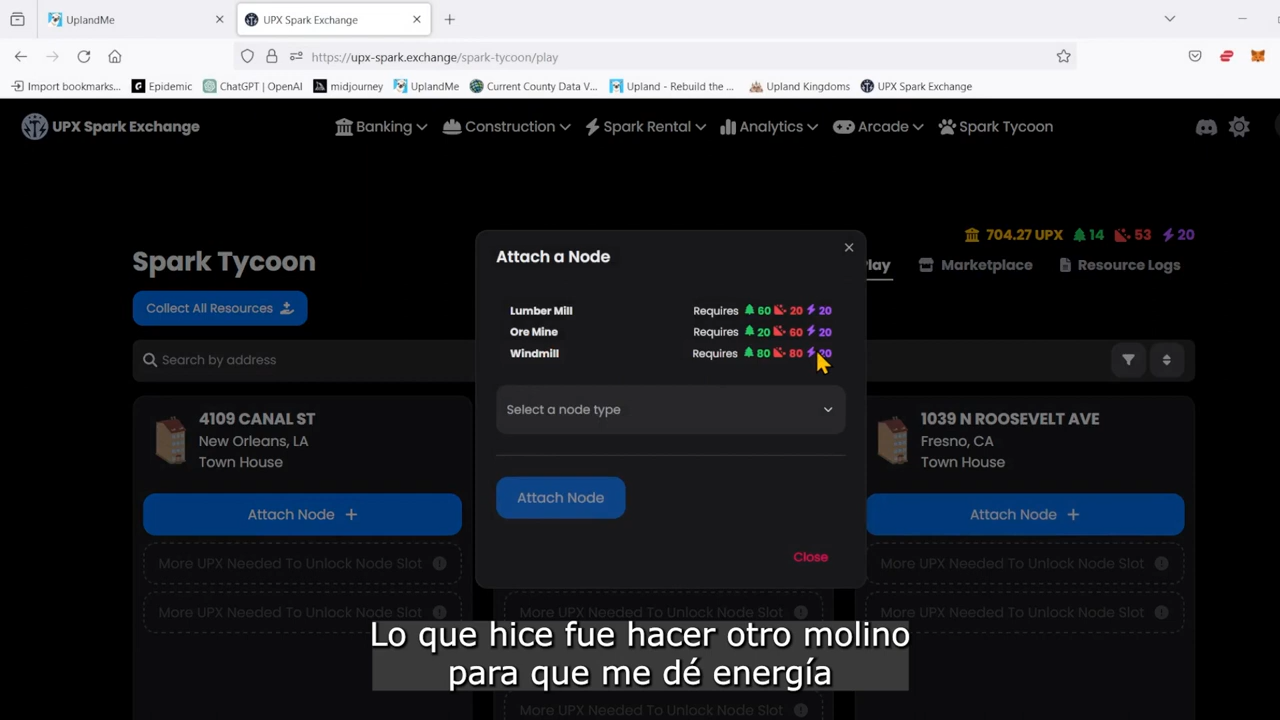 UplandMe
UPX Spark Exchange
https://upx-spark.exchange/spark-tycoon/play
Import bookmarks...
Epidemic
ChatGPT | OpenAI
midjourney
UplandMe
Current County Data V...
Upland - Rebuild the ...
Upland Kingdoms
UPX Spark Exchange
UPX Spark Exchange
Banking
Construction
Spark Rental
Analytics
Arcade
Spark Tycoon
704.27 UPX 14 53 20
Spark Tycoon
Marketplace
Resource Logs
Collect All Resources
Search by address
Attach a Node
Lumber Mill Requires 60 20 20
Ore Mine Requires 20 60 20
Windmill Requires 80 80 20
Select a node type
Attach Node
Close
4109 CANAL ST
New Orleans, LA
Town House
Attach Node +
More UPX Needed To Unlock Node Slot
More UPX Needed To Unlock Node Slot
1039 N ROOSEVELT AVE
Fresno, CA
Town House
Attach Node +
More UPX Needed To Unlock Node Slot
More UPX Needed To Unlock Node Slot
More UPX Needed To Unlock Node Slot
More UPX Needed To Unlock Node Slot
Lo que hice fue hacer otro molino
para que me dé energía